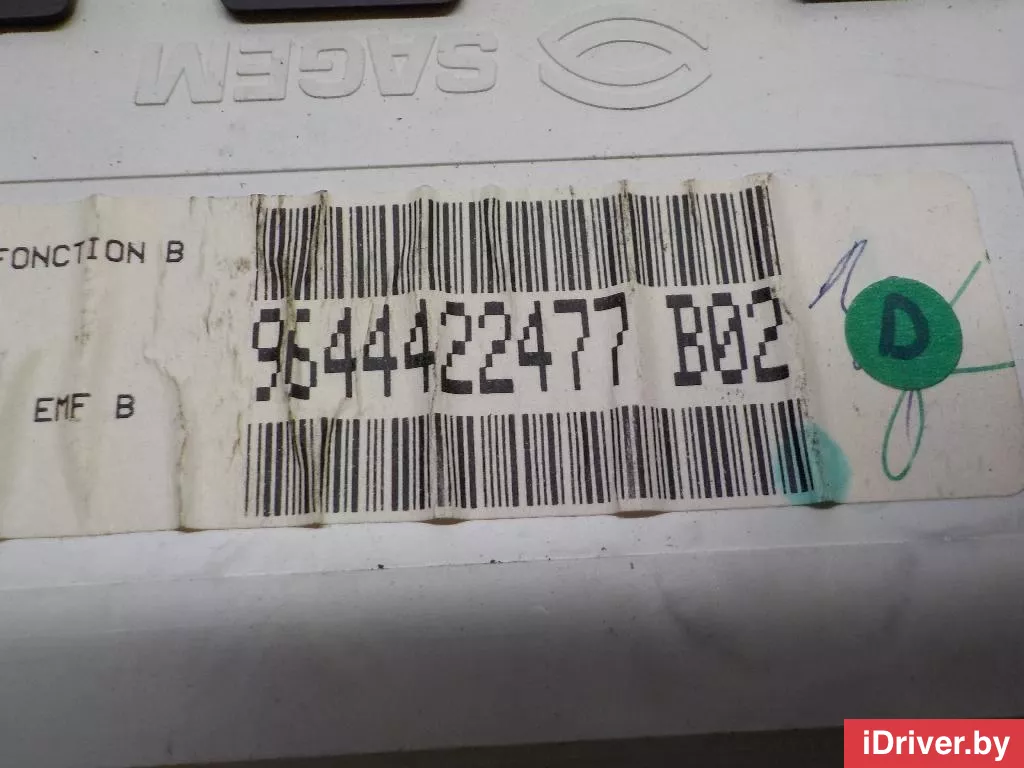 SAGEM
FONCTION B
9644422477 B02
EMF B
D
iDriver.by